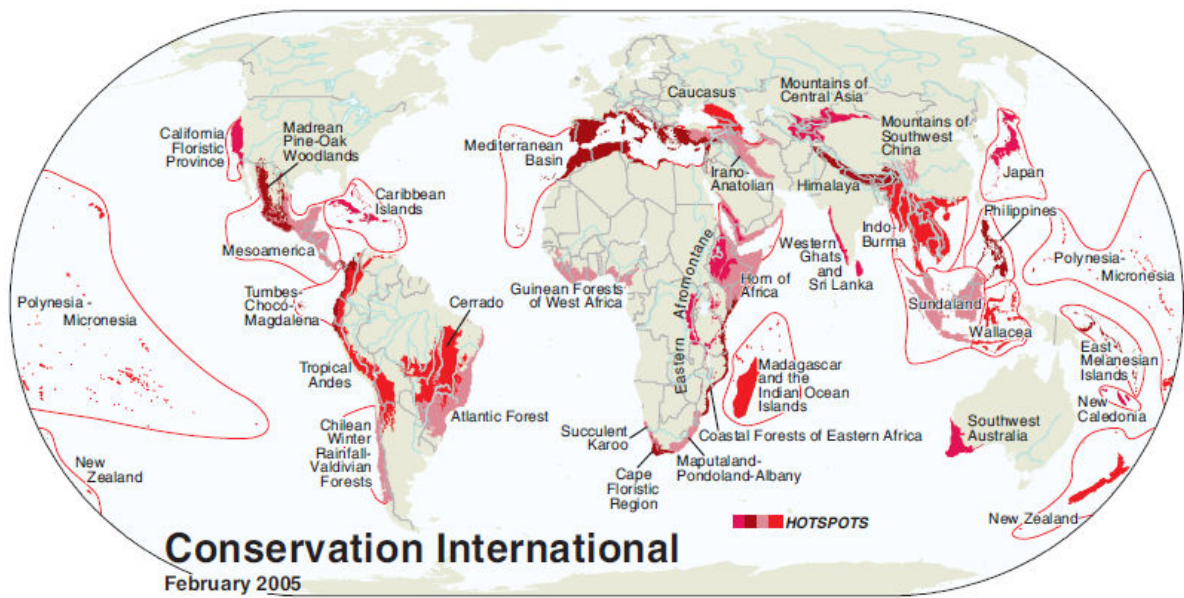 California
Floristic
Province
Madrean
Pine-Oak
Woodlands
Caribbean
Islands
Mesoamerica
Polynesia -
Micronesia
Tumbes-
Chocó-
Magdalena
Cerrado
Tropical
Andes
Atlantic Forest
Chilean
Winter
Rainfall-
Valdivian
Forests
New
Zealand
Caucasus
Mediterranean
Basin
Mountains of
Central Asia
Mountains of
Southwest
China
Irano-
Anatolian
Himalaya
Japan
Philippines
Indo-
Burma
Western
Ghats
and
Sri Lanka
Polynesia-
Micronesia
Guinean Forests
of West Africa
Eastern Afromontane
Horn of
Africa
Sundaland
Wallacea
Madagascar
and the
Indian Ocean
Islands
East
Melanesian
Islands
New
Caledonia
Succulent
Karoo
Coastal Forests of Eastern Africa
Cape
Floristic
Region
Maputaland-
Pondoland-Albany
Southwest
Australia
New Zealand
HOTSPOTS
Conservation International
February 2005